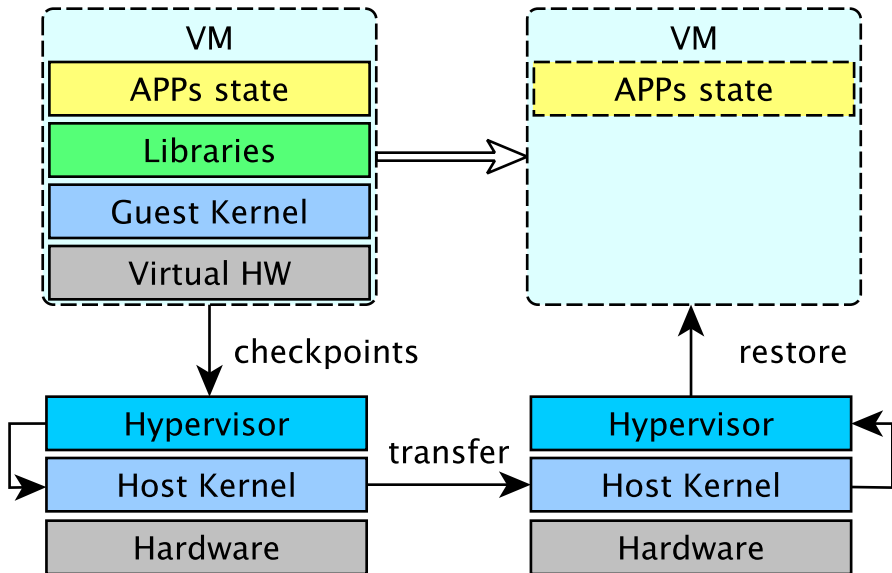 VM
APPs state
Libraries
Guest Kernel
Virtual HW
checkpoints
Hypervisor
Host Kernel
Hardware
transfer
VM
APPs state
restore
Hypervisor
Host Kernel
Hardware